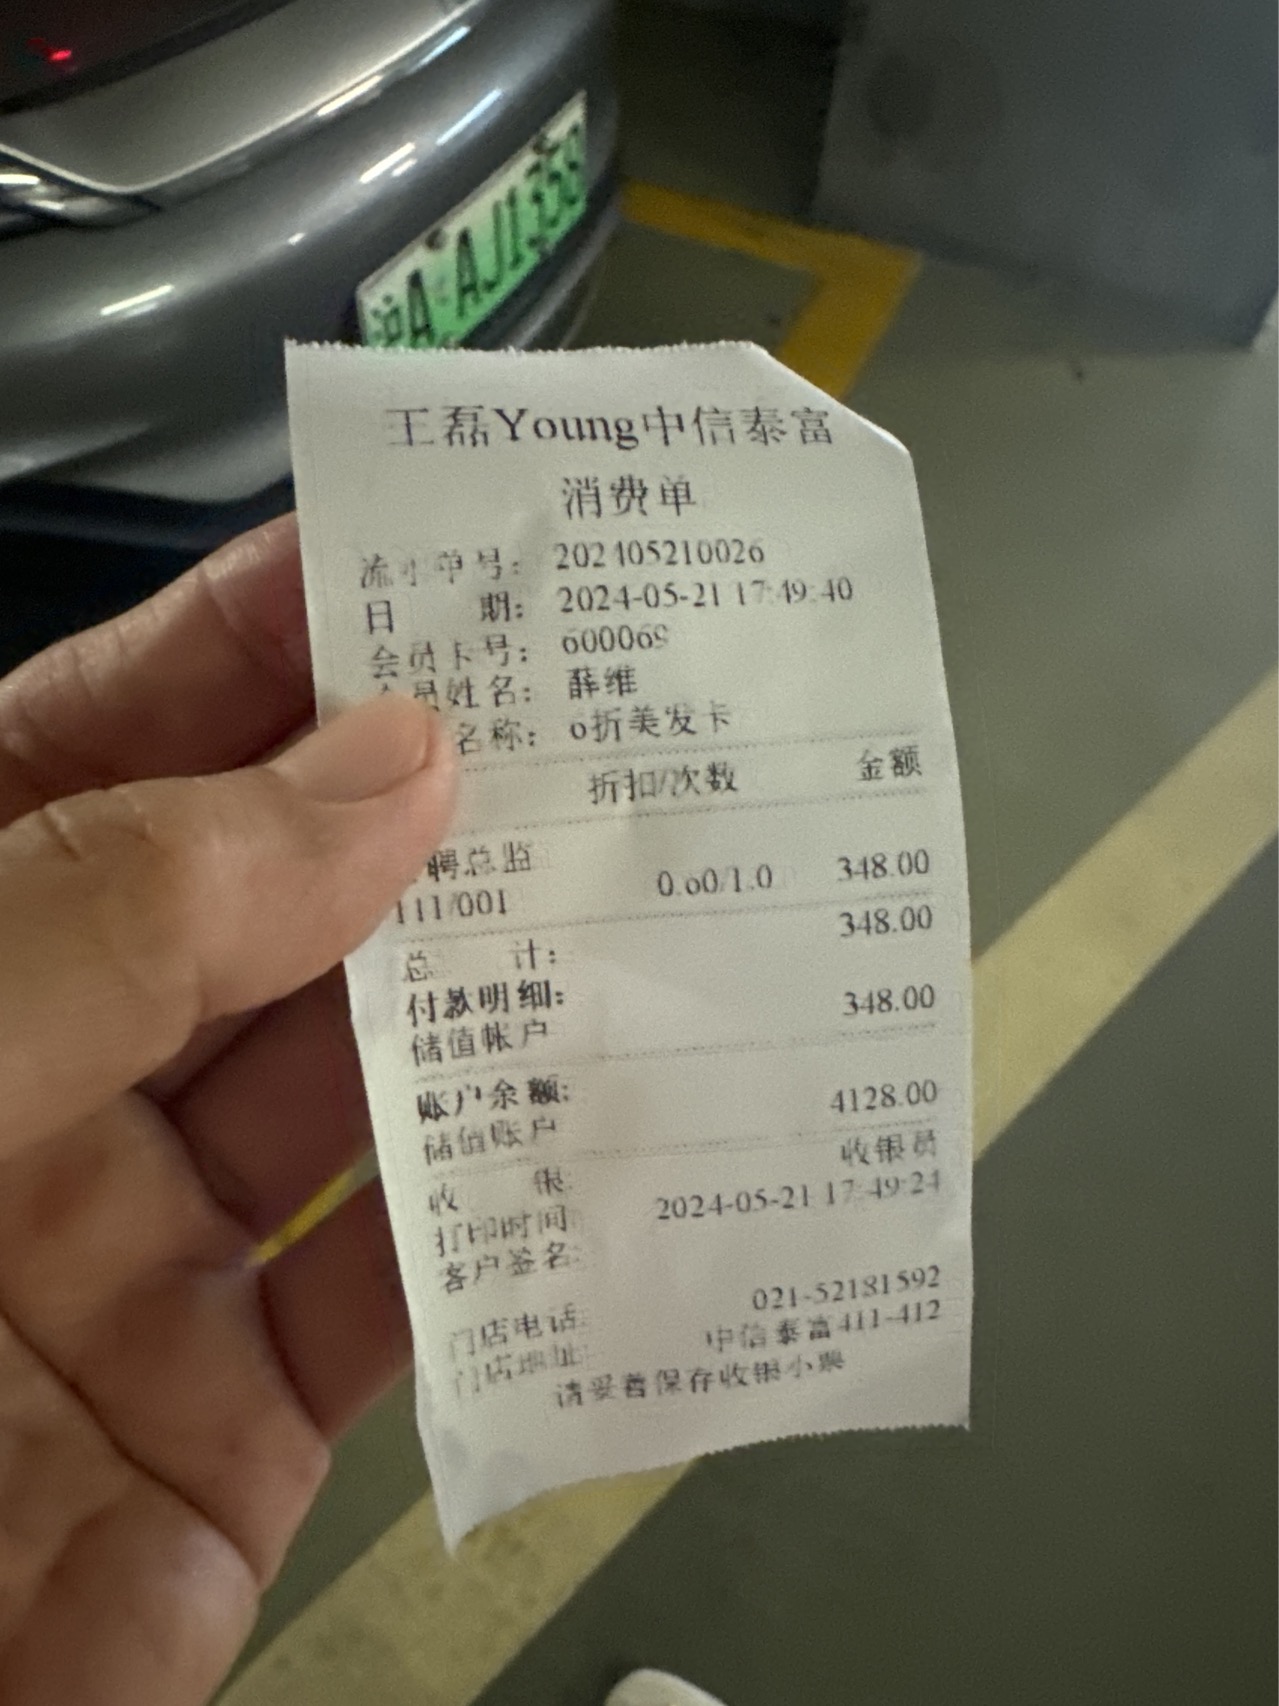 沪A·AJ1353
王磊Young中信泰富
消费单
流水单号: 202405210026
日 期: 2024-05-21 17:49:40
会员卡号: 600069
员姓名: 薛维
名称: 6折美发卡
折扣/次数 金额
聘总监
111/001 0.60/1.0 348.00
总 计: 348.00
付款明细:
储值帐户 348.00
账户余额:
储值账户 4128.00
收 银: 收银员
打印时间: 2024-05-21 17:49:24
客户签名:
门店电话: 021-52181592
门店地址: 中信泰富411-412
请妥善保存收银小票